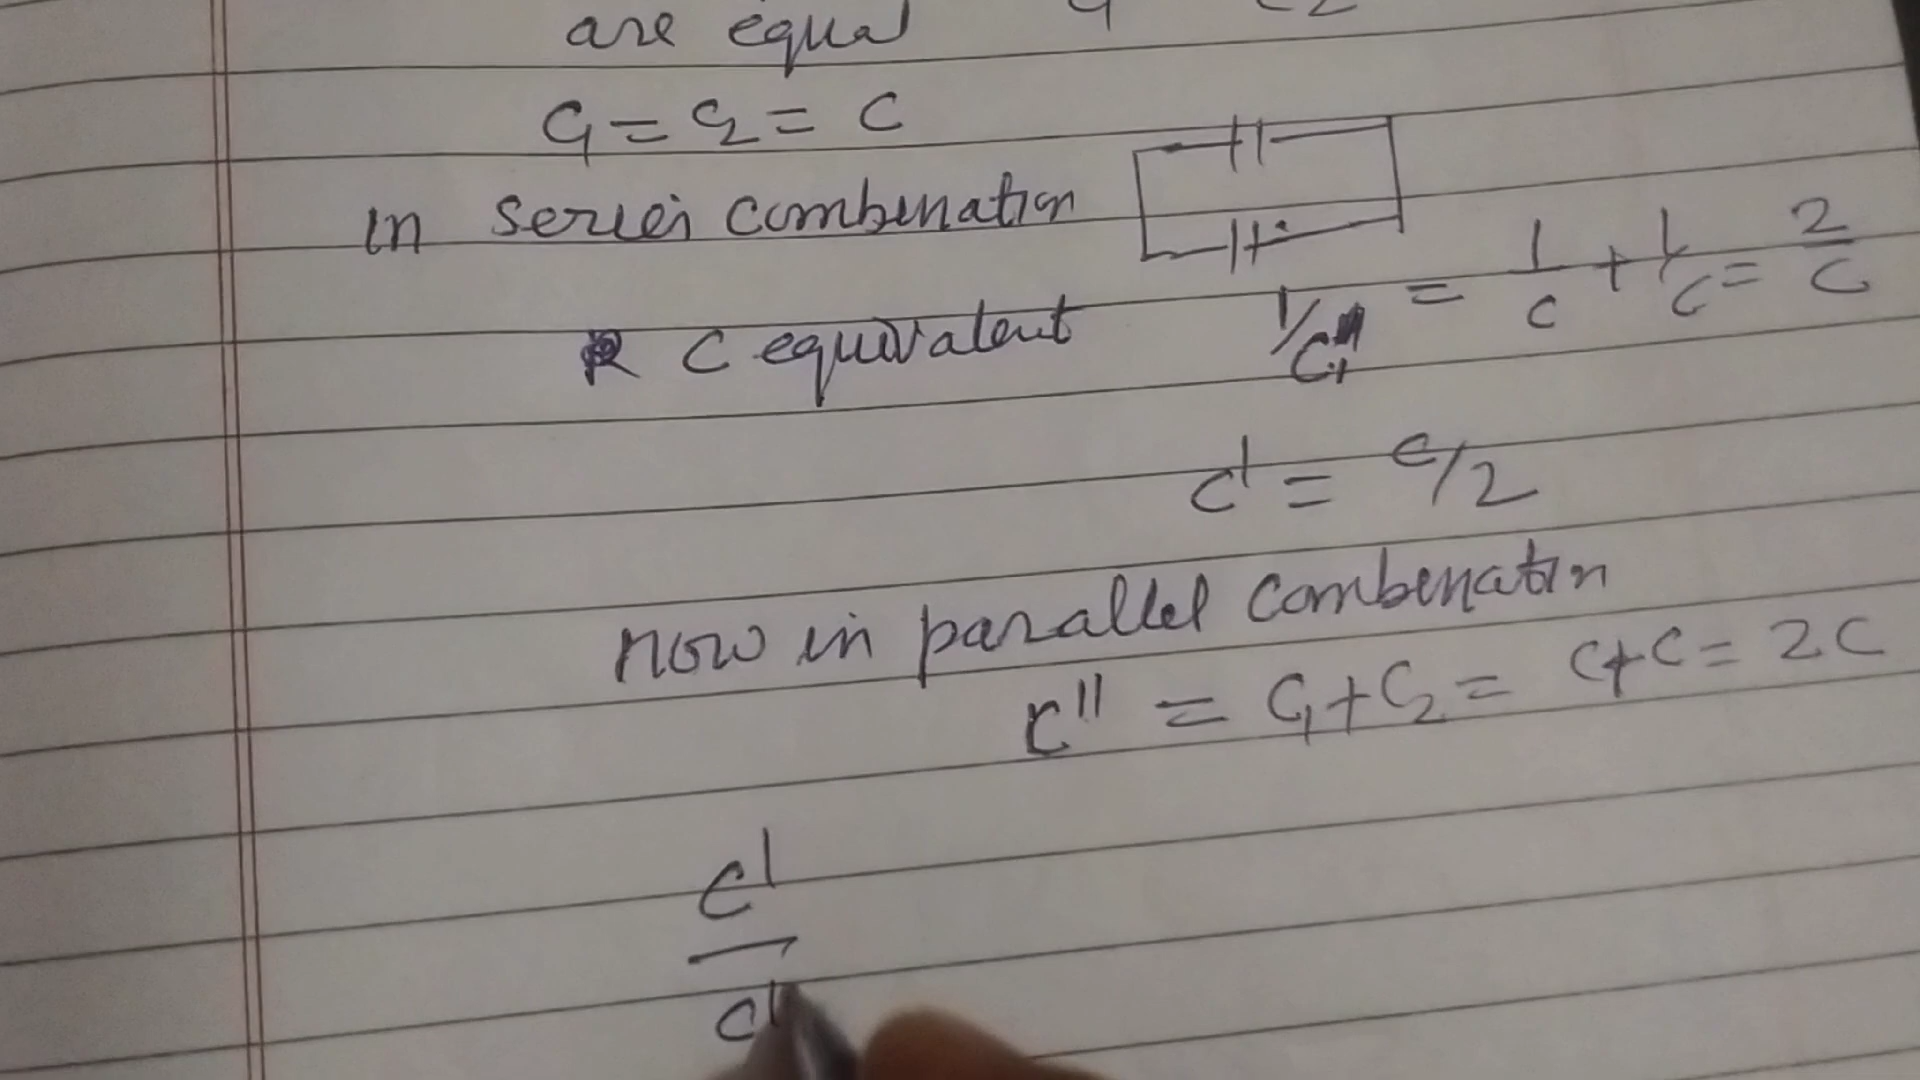 are equal
C1 = C2 = C
in series combination
1/C' = 1/C + 1/C = 2/C
C equivalent
C' = C/2
now in parallel combination
C'' = C1 + C2 = C + C = 2C
C'
C'